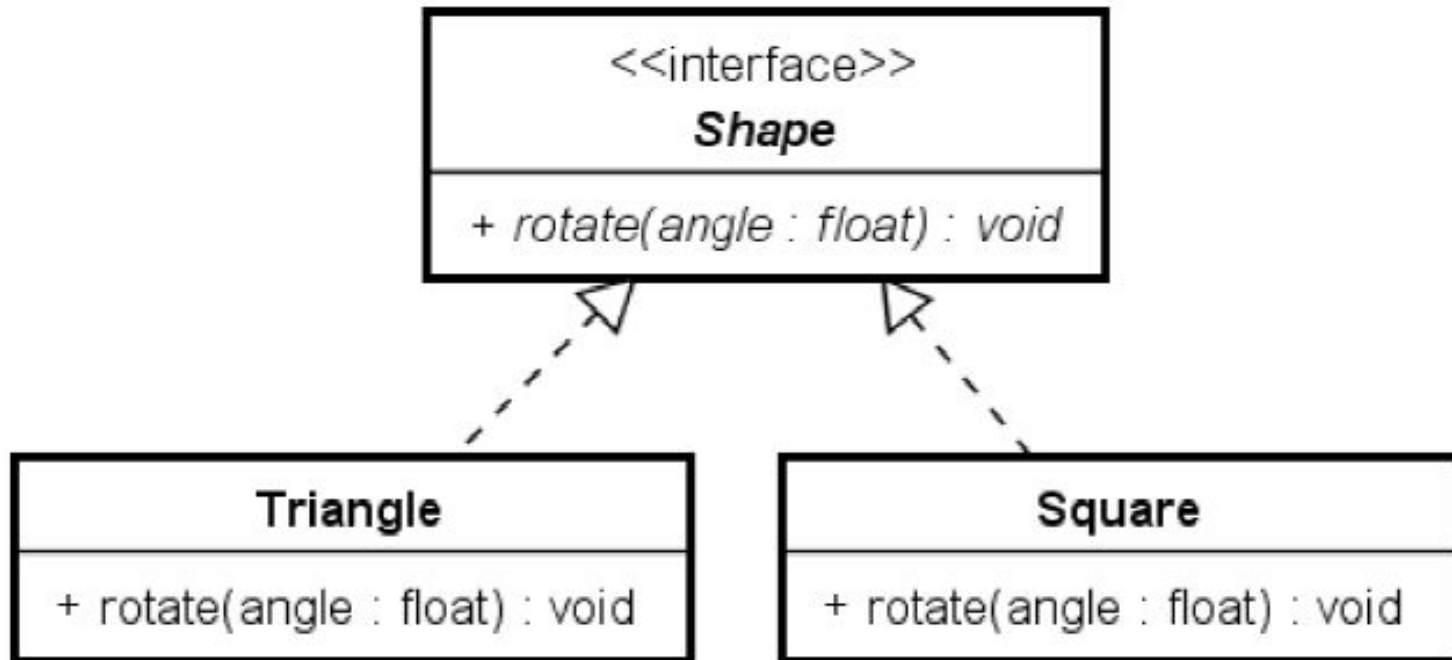 <<interface>>
Shape
+ rotate(angle : float) : void
Triangle
+ rotate(angle : float) : void
Square
+ rotate(angle : float) : void